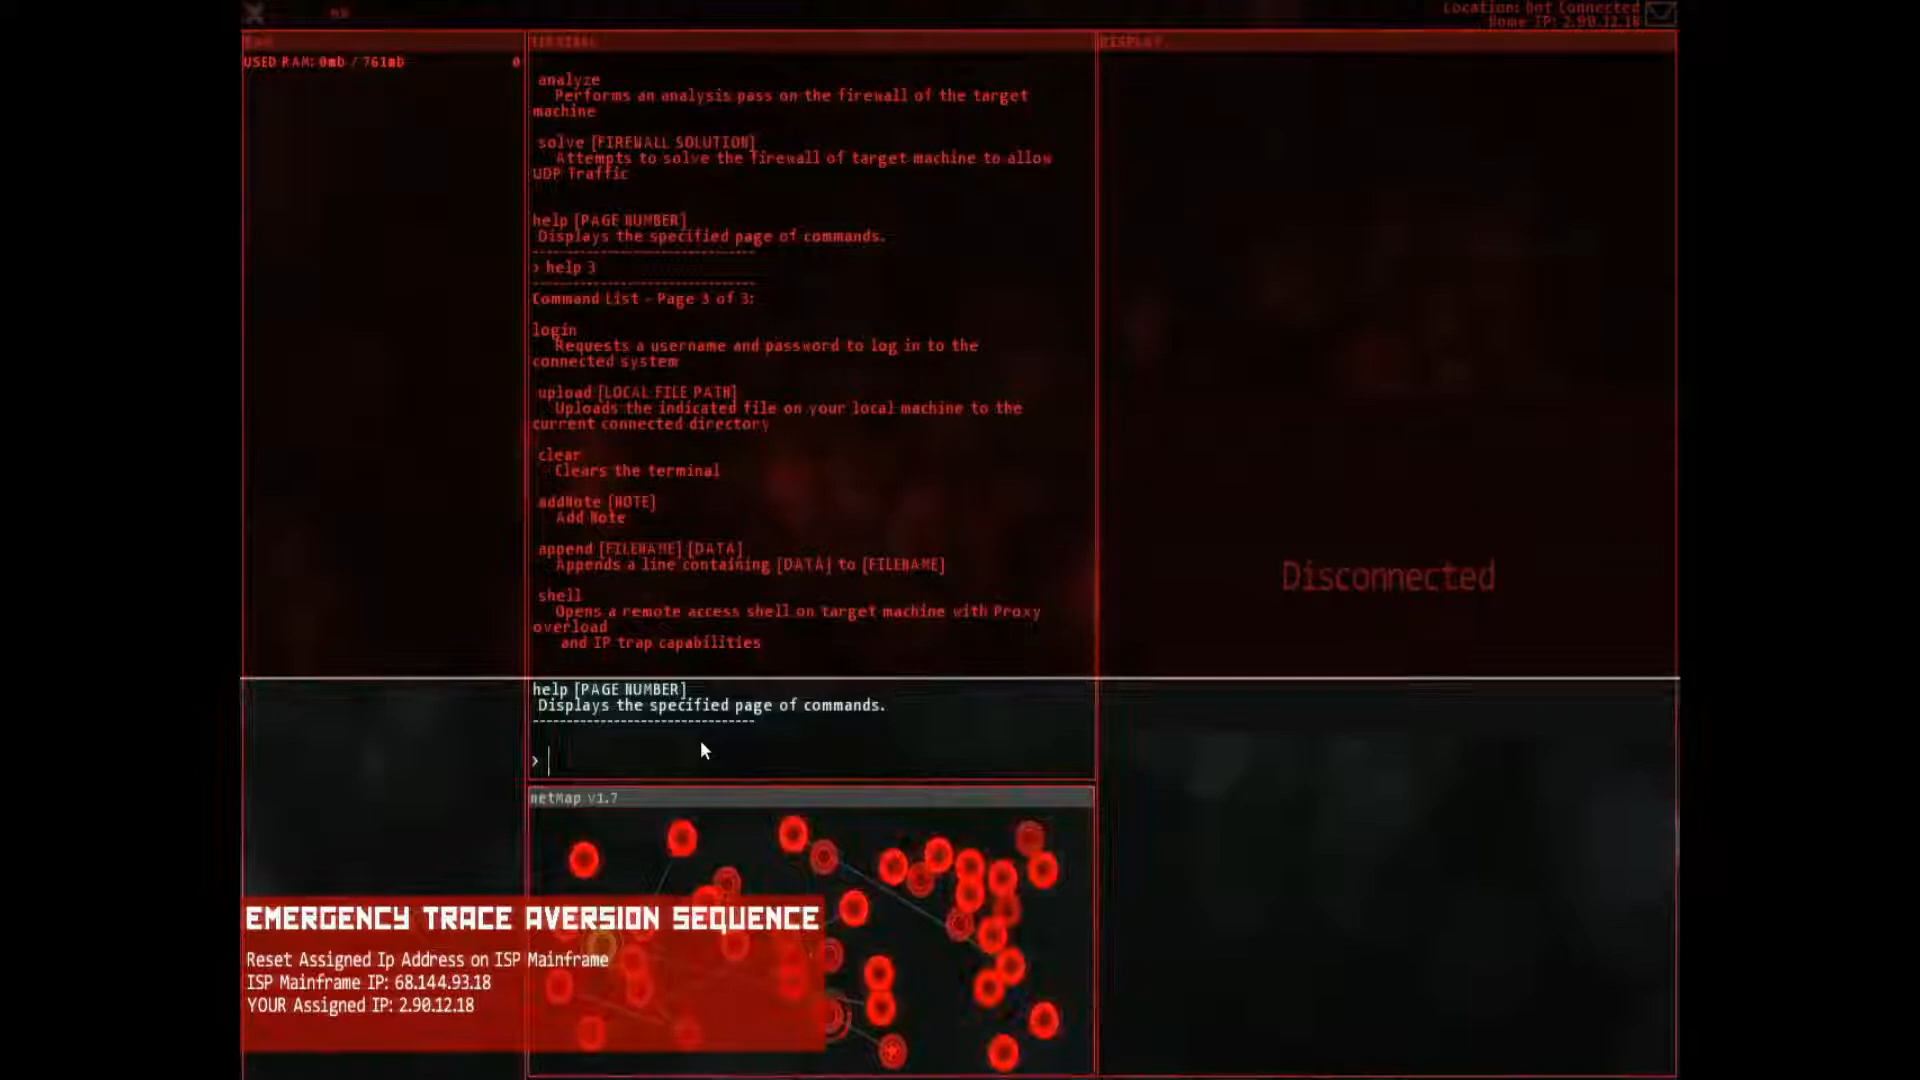 Location: Not Connected
Home IP: 2.90.12.18
TERMINAL
DISPLAY
USED RAM: 0mb / 761mb 0
analyze
Performs an analysis pass on the firewall of the target
machine
solve [FIREWALL SOLUTION]
Attempts to solve the firewall of target machine to allow
UDP Traffic
help [PAGE NUMBER]
Displays the specified page of commands.
--------------------------------
> help 3
--------------------------------
Command List - Page 3 of 3:
login
Requests a username and password to log in to the
connected system
upload [LOCAL FILE PATH]
Uploads the indicated file on your local machine to the
current connected directory
clear
Clears the terminal
addNote [NOTE]
Add Note
append [FILENAME] [DATA]
Appends a line containing [DATA] to [FILENAME]
shell
Opens a remote access shell on target machine with Proxy
overload
and IP trap capabilities
help [PAGE NUMBER]
Displays the specified page of commands.
--------------------------------
>
Disconnected
netMap v1.7
EMERGENCY TRACE AVERSION SEQUENCE
Reset Assigned Ip Address on ISP Mainframe
ISP Mainframe IP: 68.144.93.18
YOUR Assigned IP: 2.90.12.18